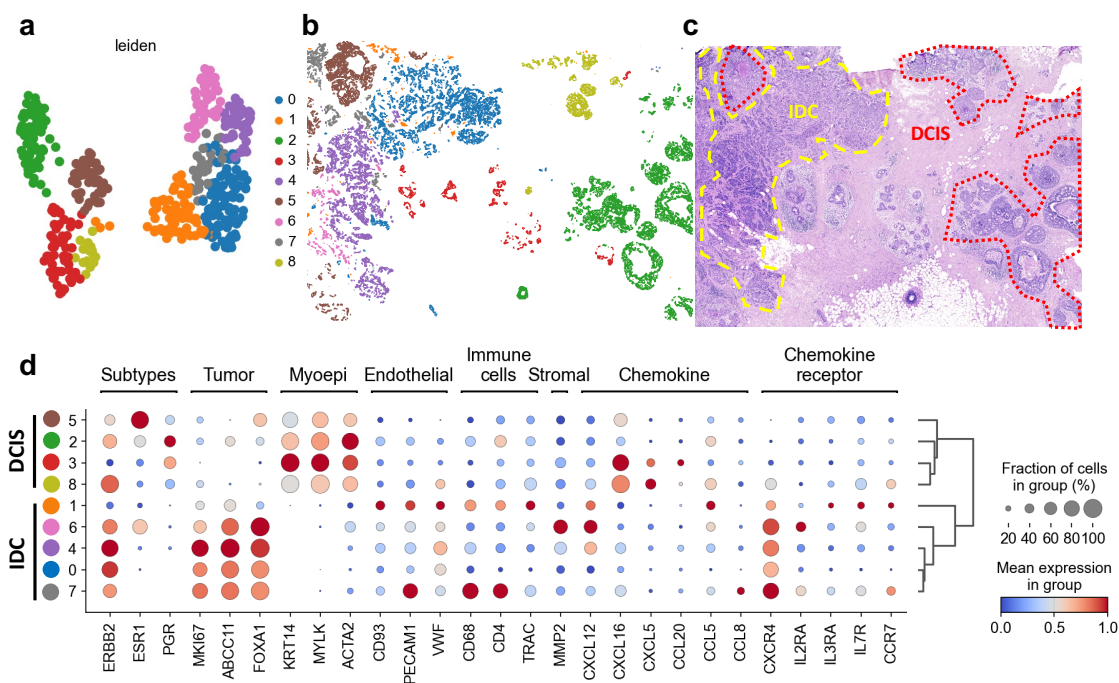 a
leiden
0
1
2
3
4
5
6
7
8
b
c
IDC
DCIS
d
Subtypes
Tumor
Myoepi
Endothelial
Immune
cells
Stromal
Chemokine
Chemokine
receptor
DCIS
5
2
3
8
IDC
1
6
4
0
7
ERBB2
ESR1
PGR
MKI67
ABCC11
FOXA1
KRT14
MYLK
ACTA2
CD93
PECAM1
VWF
CD68
CD4
TRAC
MMP2
CXCL12
CXCL16
CXCL5
CCL20
CCL5
CCL8
CXCR4
IL2RA
IL3RA
IL7R
CCR7
Fraction of cells
in group (%)
20 40 60 80 100
Mean expression
in group
0.0 0.5 1.0